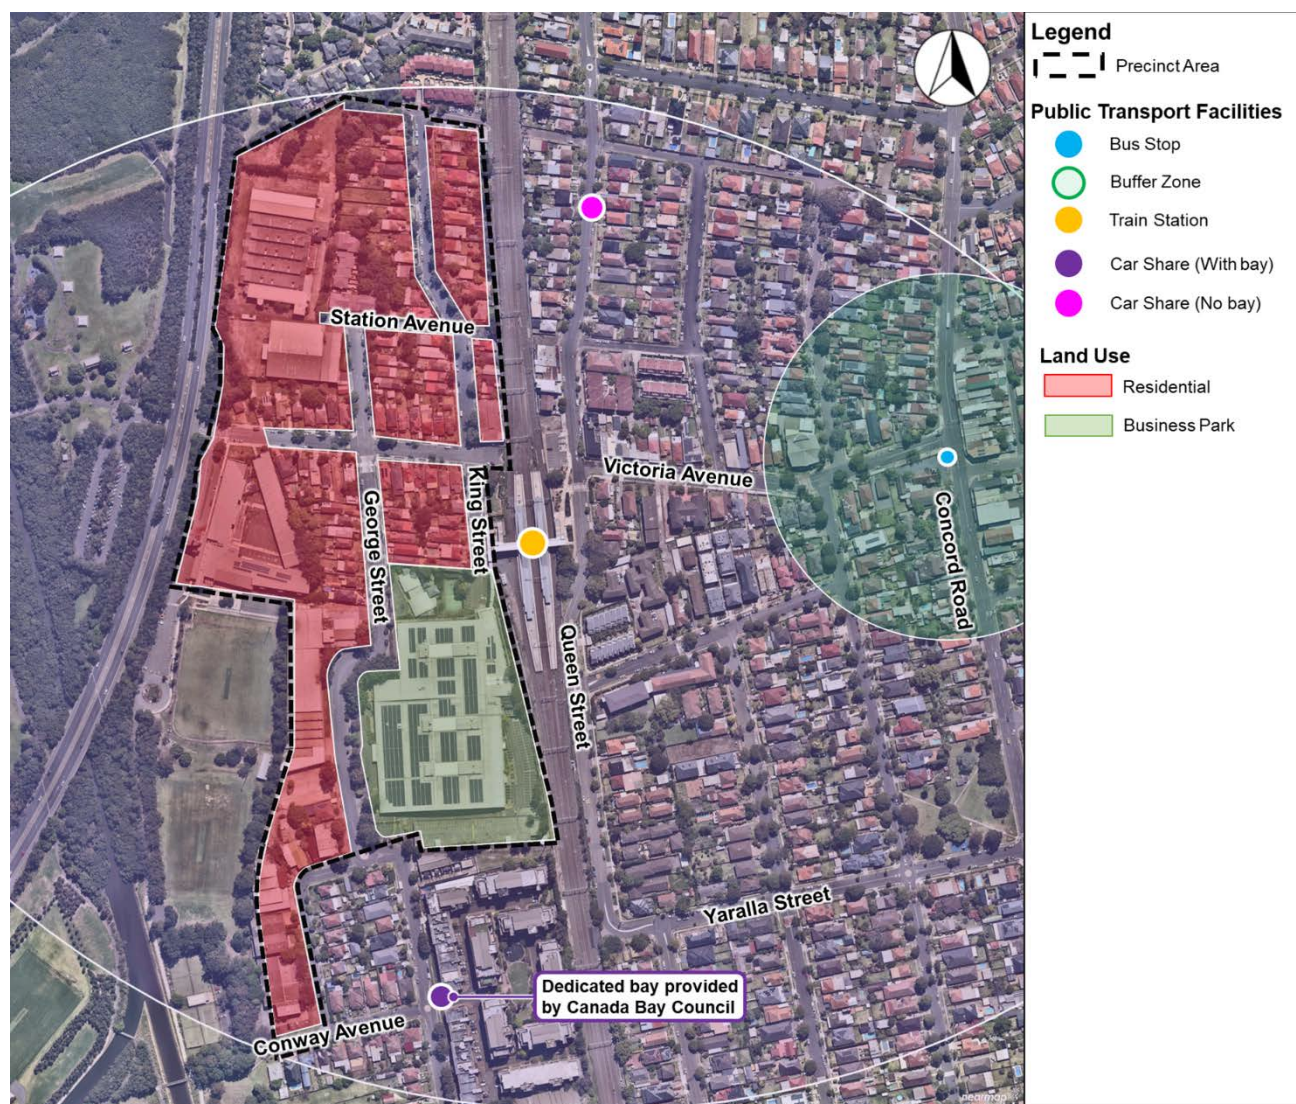 Legend
Precinct Area
Public Transport Facilities
Bus Stop
Buffer Zone
Train Station
Car Share (With bay)
Car Share (No bay)
Land Use
Residential
Business Park
Station Avenue
Victoria Avenue
King Street
George Street
Concord Road
Queen Street
Yaralla Street
Dedicated bay provided
by Canada Bay Council
Conway Avenue
nearmap